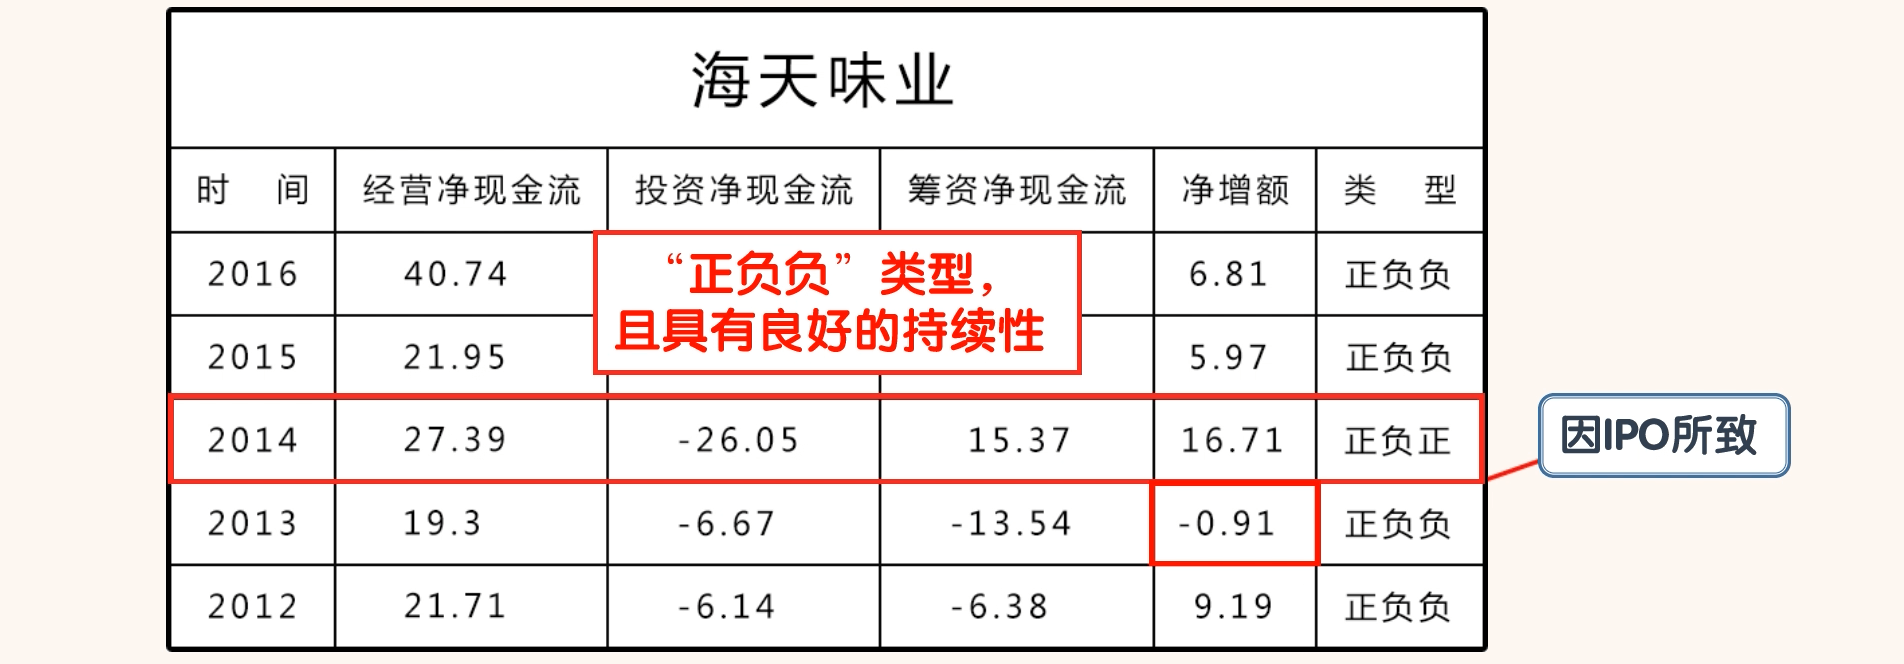 海天味业
时 间 经营净现金流 投资净现金流 筹资净现金流 净增额 类 型
2016 40.74 6.81 正负负
“正负负”类型，
且具有良好的持续性
2015 21.95 5.97 正负负
2014 27.39 -26.05 15.37 16.71 正负正
因IPO所致
2013 19.3 -6.67 -13.54 -0.91 正负负
2012 21.71 -6.14 -6.38 9.19 正负负